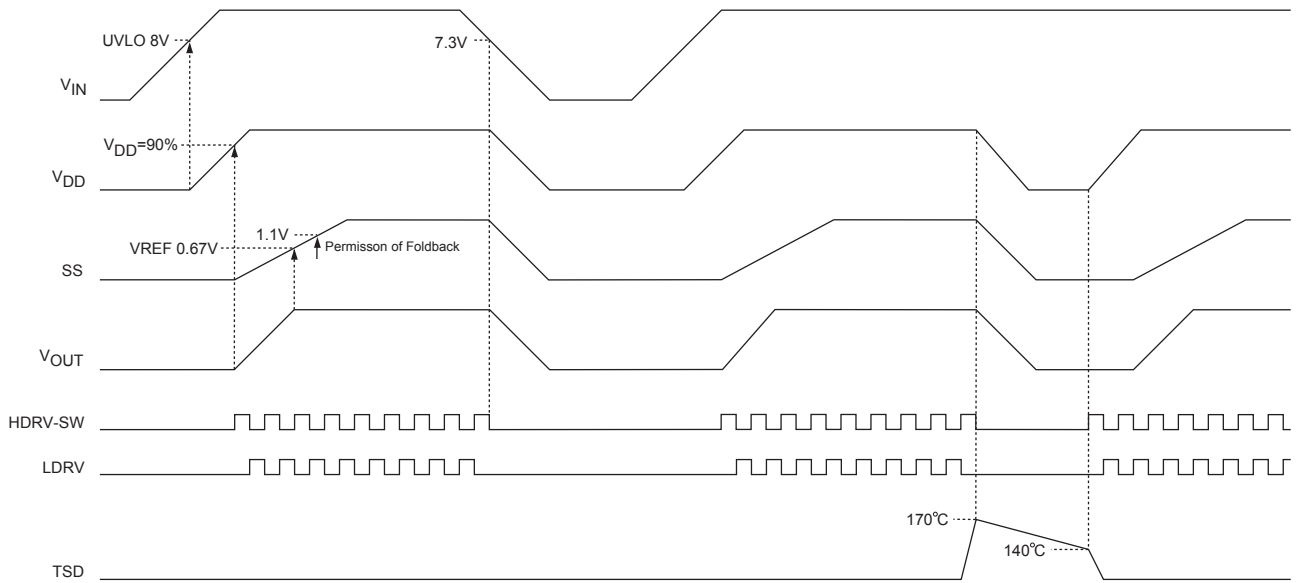 UVLO 8V
7.3V
VIN
VDD=90%
VDD
1.1V
VREF 0.67V
Permisson of Foldback
SS
VOUT
HDRV-SW
LDRV
170°C
140°C
TSD